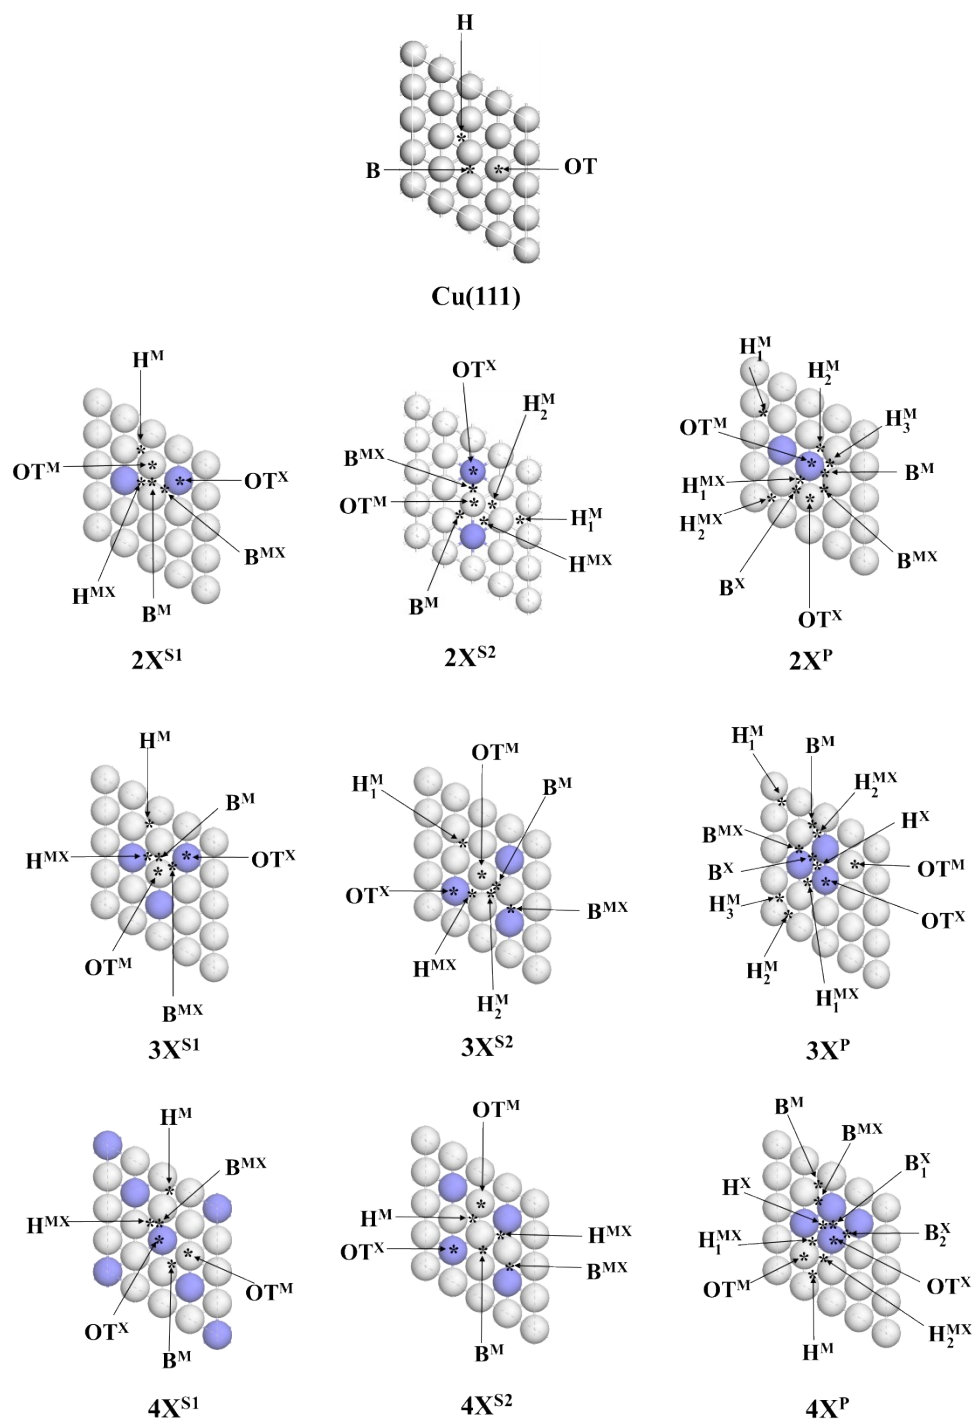 H
B
OT
Cu(111)
H^M
OT^M
OT^X
H^MX
B^M
B^MX
2X^S1
OT^X
H_2^M
B^MX
OT^M
H_1^M
H^MX
B^M
2X^S2
H_1^M
H_2^M
H_3^M
OT^M
B^M
H_1^MX
H_2^MX
B^MX
B^X
OT^X
2X^P
H^M
B^M
H^MX
OT^X
OT^M
B^MX
3X^S1
OT^M
H_1^M
B^M
OT^X
B^MX
H^MX
H_2^M
3X^S2
H_1^M
B^M
H_2^MX
B^MX
H^X
B^X
OT^M
H_3^M
OT^X
H_2^M
H_1^MX
3X^P
H^M
B^MX
H^MX
OT^M
OT^X
B^M
4X^S1
OT^M
H^M
OT^X
H^MX
B^MX
B^M
4X^S2
B^M
B^MX
B_1^X
H^X
B_2^X
H_1^MX
OT^M
OT^X
H_2^MX
H^M
4X^P